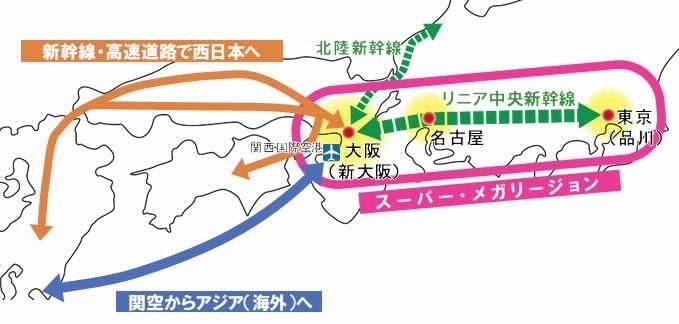 新幹線・高速道路で西日本へ
北陸新幹線
リニア中央新幹線
東京
(品川)
名古屋
関西国際空港
大阪
(新大阪)
スーパー・メガリージョン
関空からアジア(海外)へ